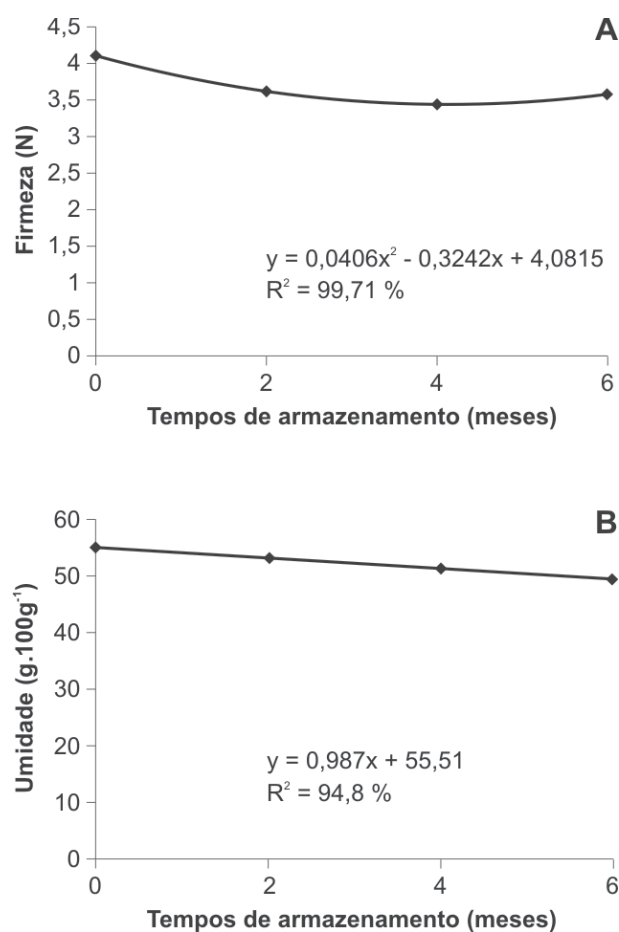 A
4,5
4
3,5
3
2,5
2
1,5
1
0,5
0
Firmeza (N)
y = 0,0406x² - 0,3242x + 4,0815
R² = 99,71 %
0 2 4 6
Tempos de armazenamento (meses)
B
60
50
40
30
20
10
0
Umidade (g.100g⁻¹)
y = 0,987x + 55,51
R² = 94,8 %
0 2 4 6
Tempos de armazenamento (meses)